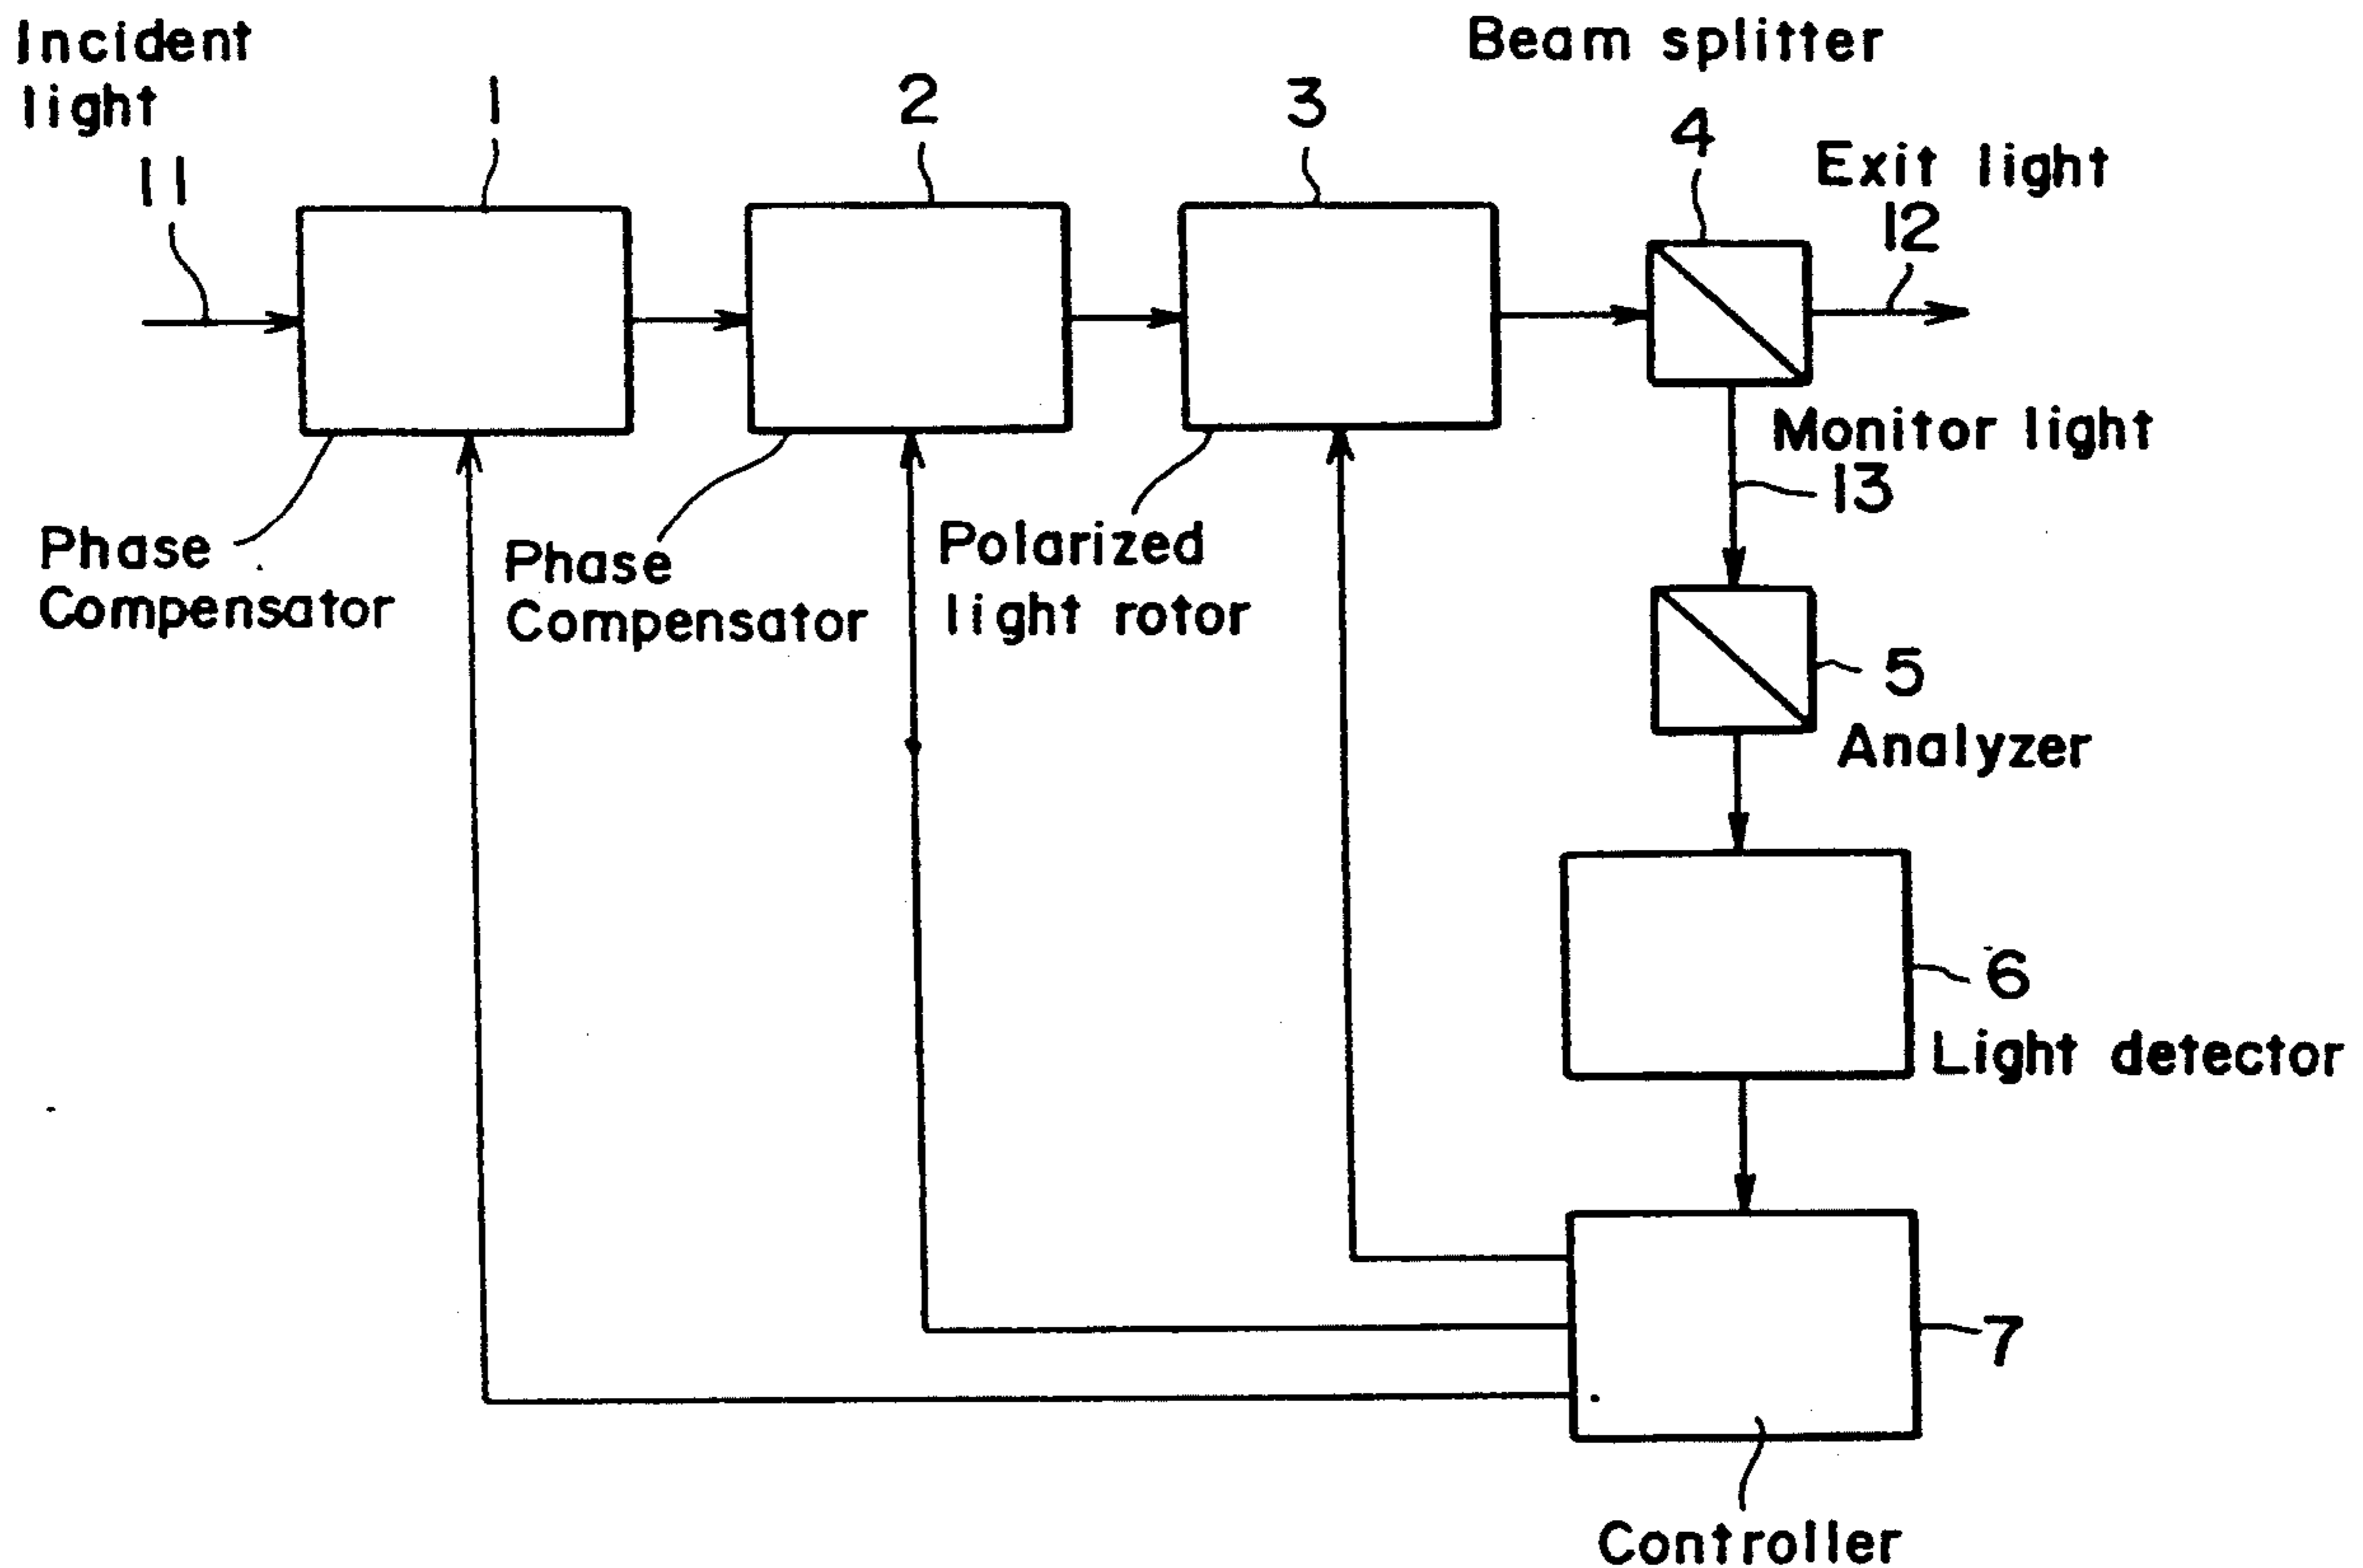 Incident
light
11
1
2
3
Beam splitter
4
Exit light
12
Monitor light
13
Phase
Compensator
Phase
Compensator
Polarized
light rotor
5
Analyzer
6
Light detector
7
Controller